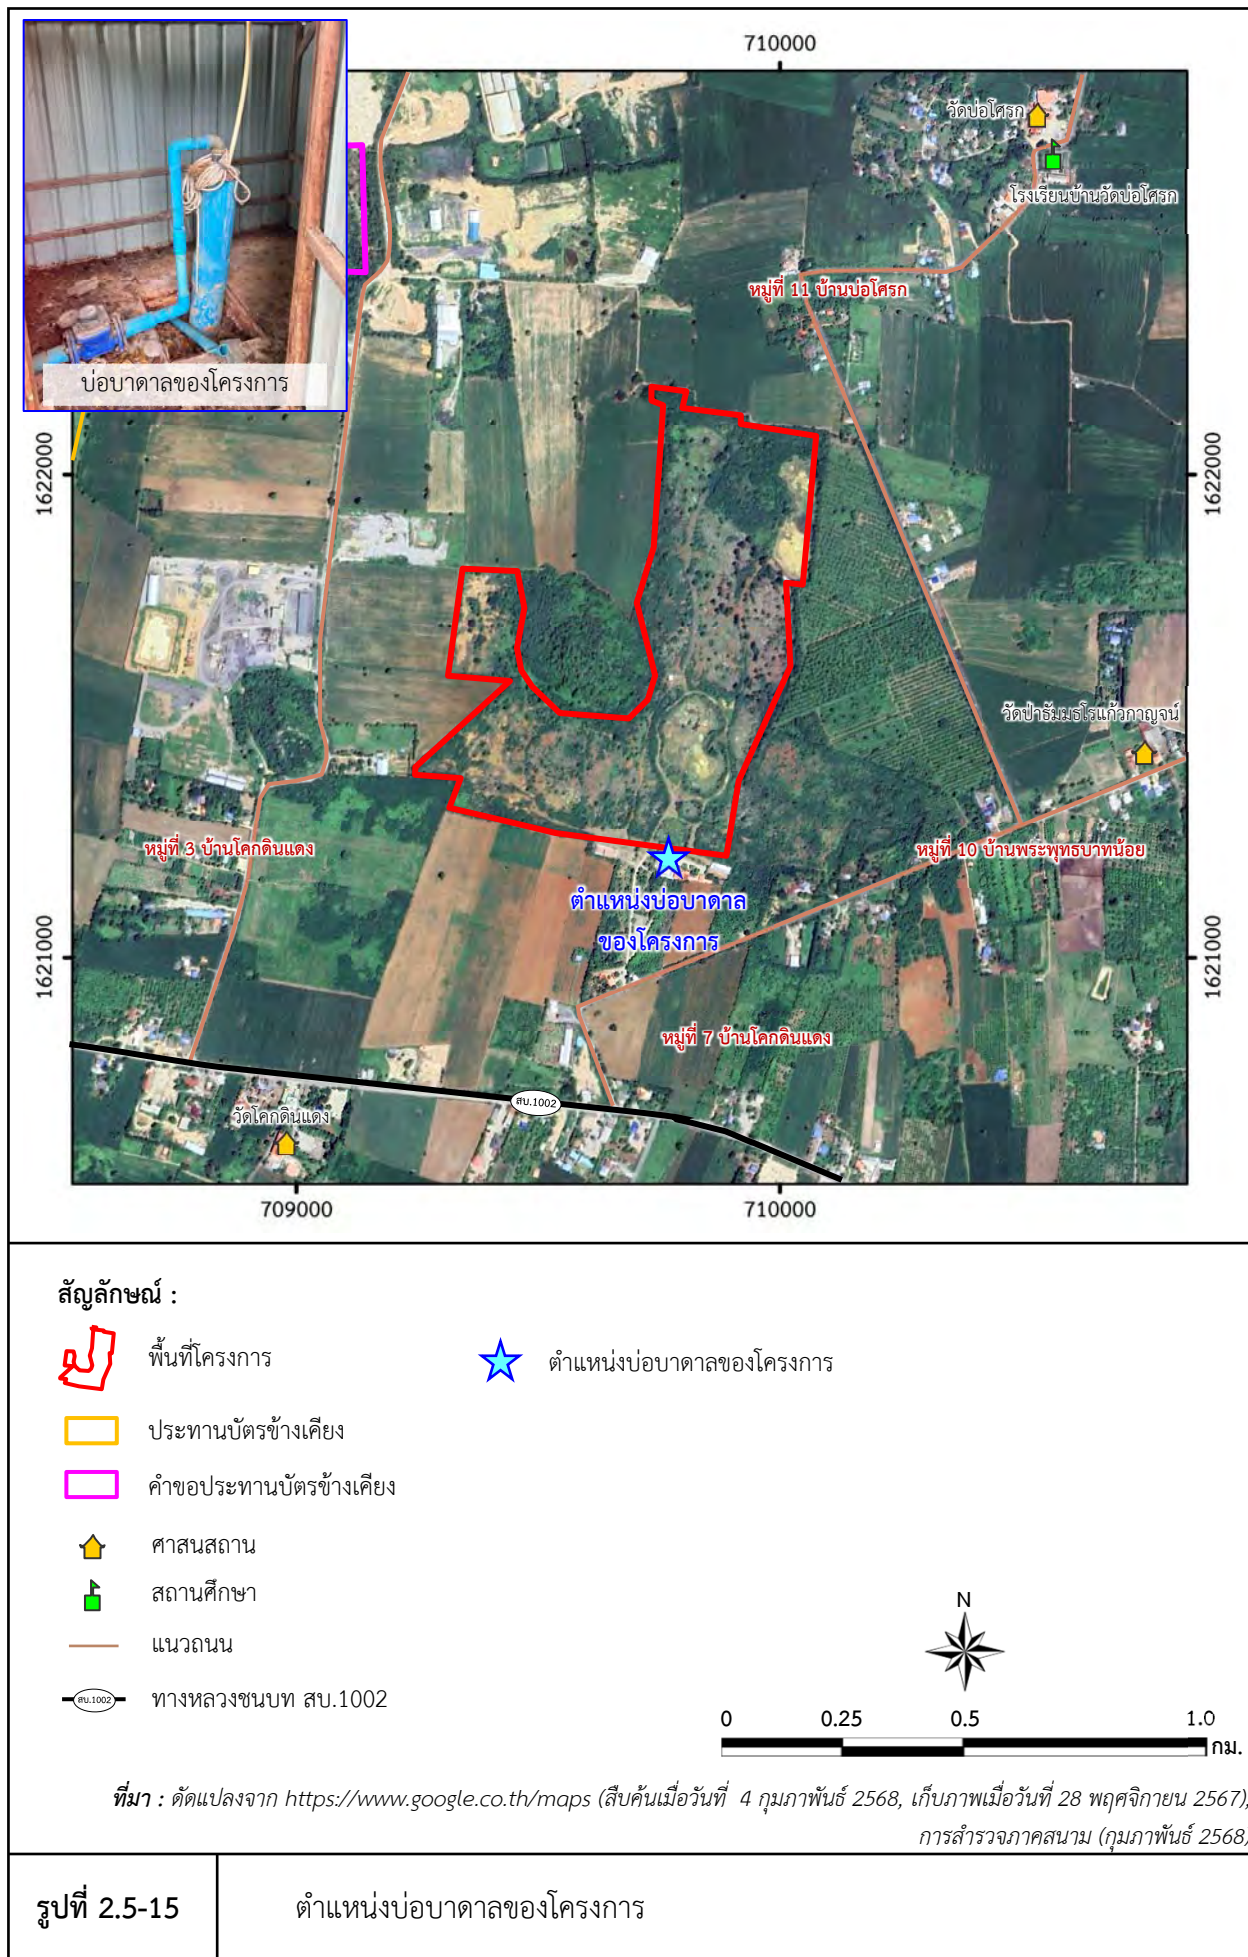 710000
วัดบ่อโศรก
โรงเรียนบ้านวัดบ่อโศรก
หมู่ที่ 11 บ้านบ่อโศรก
บ่อบาดาลของโครงการ
1622000
1622000
วัดป่าธัมมธโรแก้วกาญจน์
หมู่ที่ 3 บ้านโคกดินแดง
หมู่ที่ 10 บ้านพระพุทธบาทน้อย
ตำแหน่งบ่อบาดาล
ของโครงการ
1621000
1621000
หมู่ที่ 7 บ้านโคกดินแดง
สบ.1002
วัดโคกดินแดง
709000
710000
สัญลักษณ์ :
พื้นที่โครงการ
ตำแหน่งบ่อบาดาลของโครงการ
ประทานบัตรข้างเคียง
คำขอประทานบัตรข้างเคียง
ศาสนสถาน
สถานศึกษา
แนวถนน
สบ.1002
ทางหลวงชนบท สบ.1002
N
0 0.25 0.5 1.0
กม.
ที่มา : ดัดแปลงจาก https://www.google.co.th/maps (สืบค้นเมื่อวันที่ 4 กุมภาพันธ์ 2568, เก็บภาพเมื่อวันที่ 28 พฤศจิกายน 2567),
การสำรวจภาคสนาม (กุมภาพันธ์ 2568)
รูปที่ 2.5-15
ตำแหน่งบ่อบาดาลของโครงการ